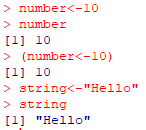 > number<-10
> number
[1] 10
> (number<-10)
[1] 10
> string<-"Hello"
> string
[1] "Hello"